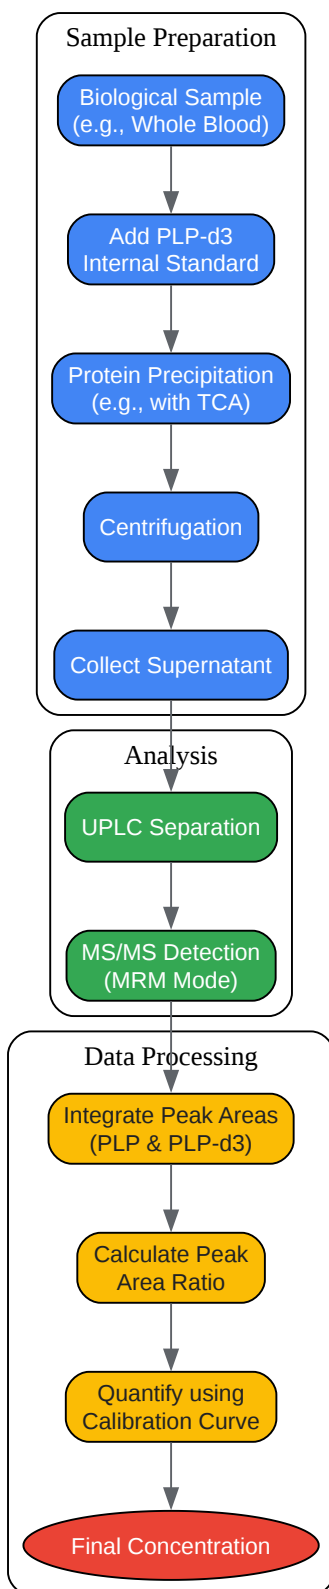 Sample Preparation
Biological Sample
(e.g., Whole Blood)
Add PLP-d3
Internal Standard
Protein Precipitation
(e.g., with TCA)
Centrifugation
Collect Supernatant
Analysis
UPLC Separation
MS/MS Detection
(MRM Mode)
Data Processing
Integrate Peak Areas
(PLP & PLP-d3)
Calculate Peak
Area Ratio
Quantify using
Calibration Curve
Final Concentration